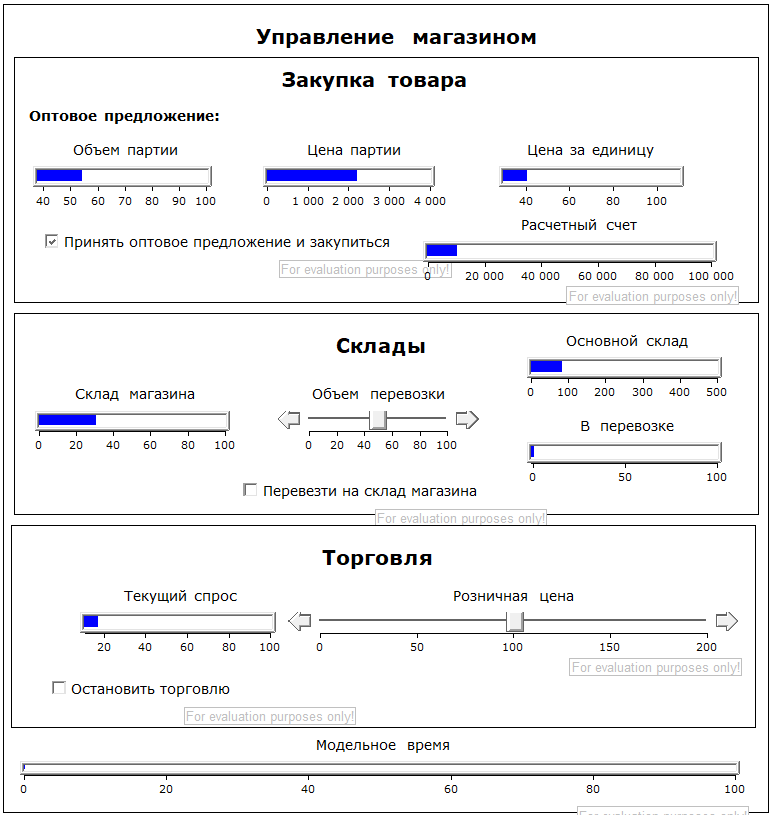 Управление магазином
Закупка товара
Оптовое предложение:
Объем партии Цена партии Цена за единицу
40 50 60 70 80 90 100 0 1 000 2 000 3 000 4 000 40 60 80 100
Расчетный счет
Принять оптовое предложение и закупиться
For evaluation purposes only!
0 20 000 40 000 60 000 80 000 100 000
For evaluation purposes only!
Склады
Основной склад
0 100 200 300 400 500
Склад магазина Объем перевозки
В перевозке
0 20 40 60 80 100 0 20 40 60 80 100
0 50 100
Перевезти на склад магазина
For evaluation purposes only!
Торговля
Текущий спрос Розничная цена
20 40 60 80 100 0 50 100 150 200
For evaluation purposes only!
Остановить торговлю
For evaluation purposes only!
Модельное время
0 20 40 60 80 100
For evaluation purposes only!